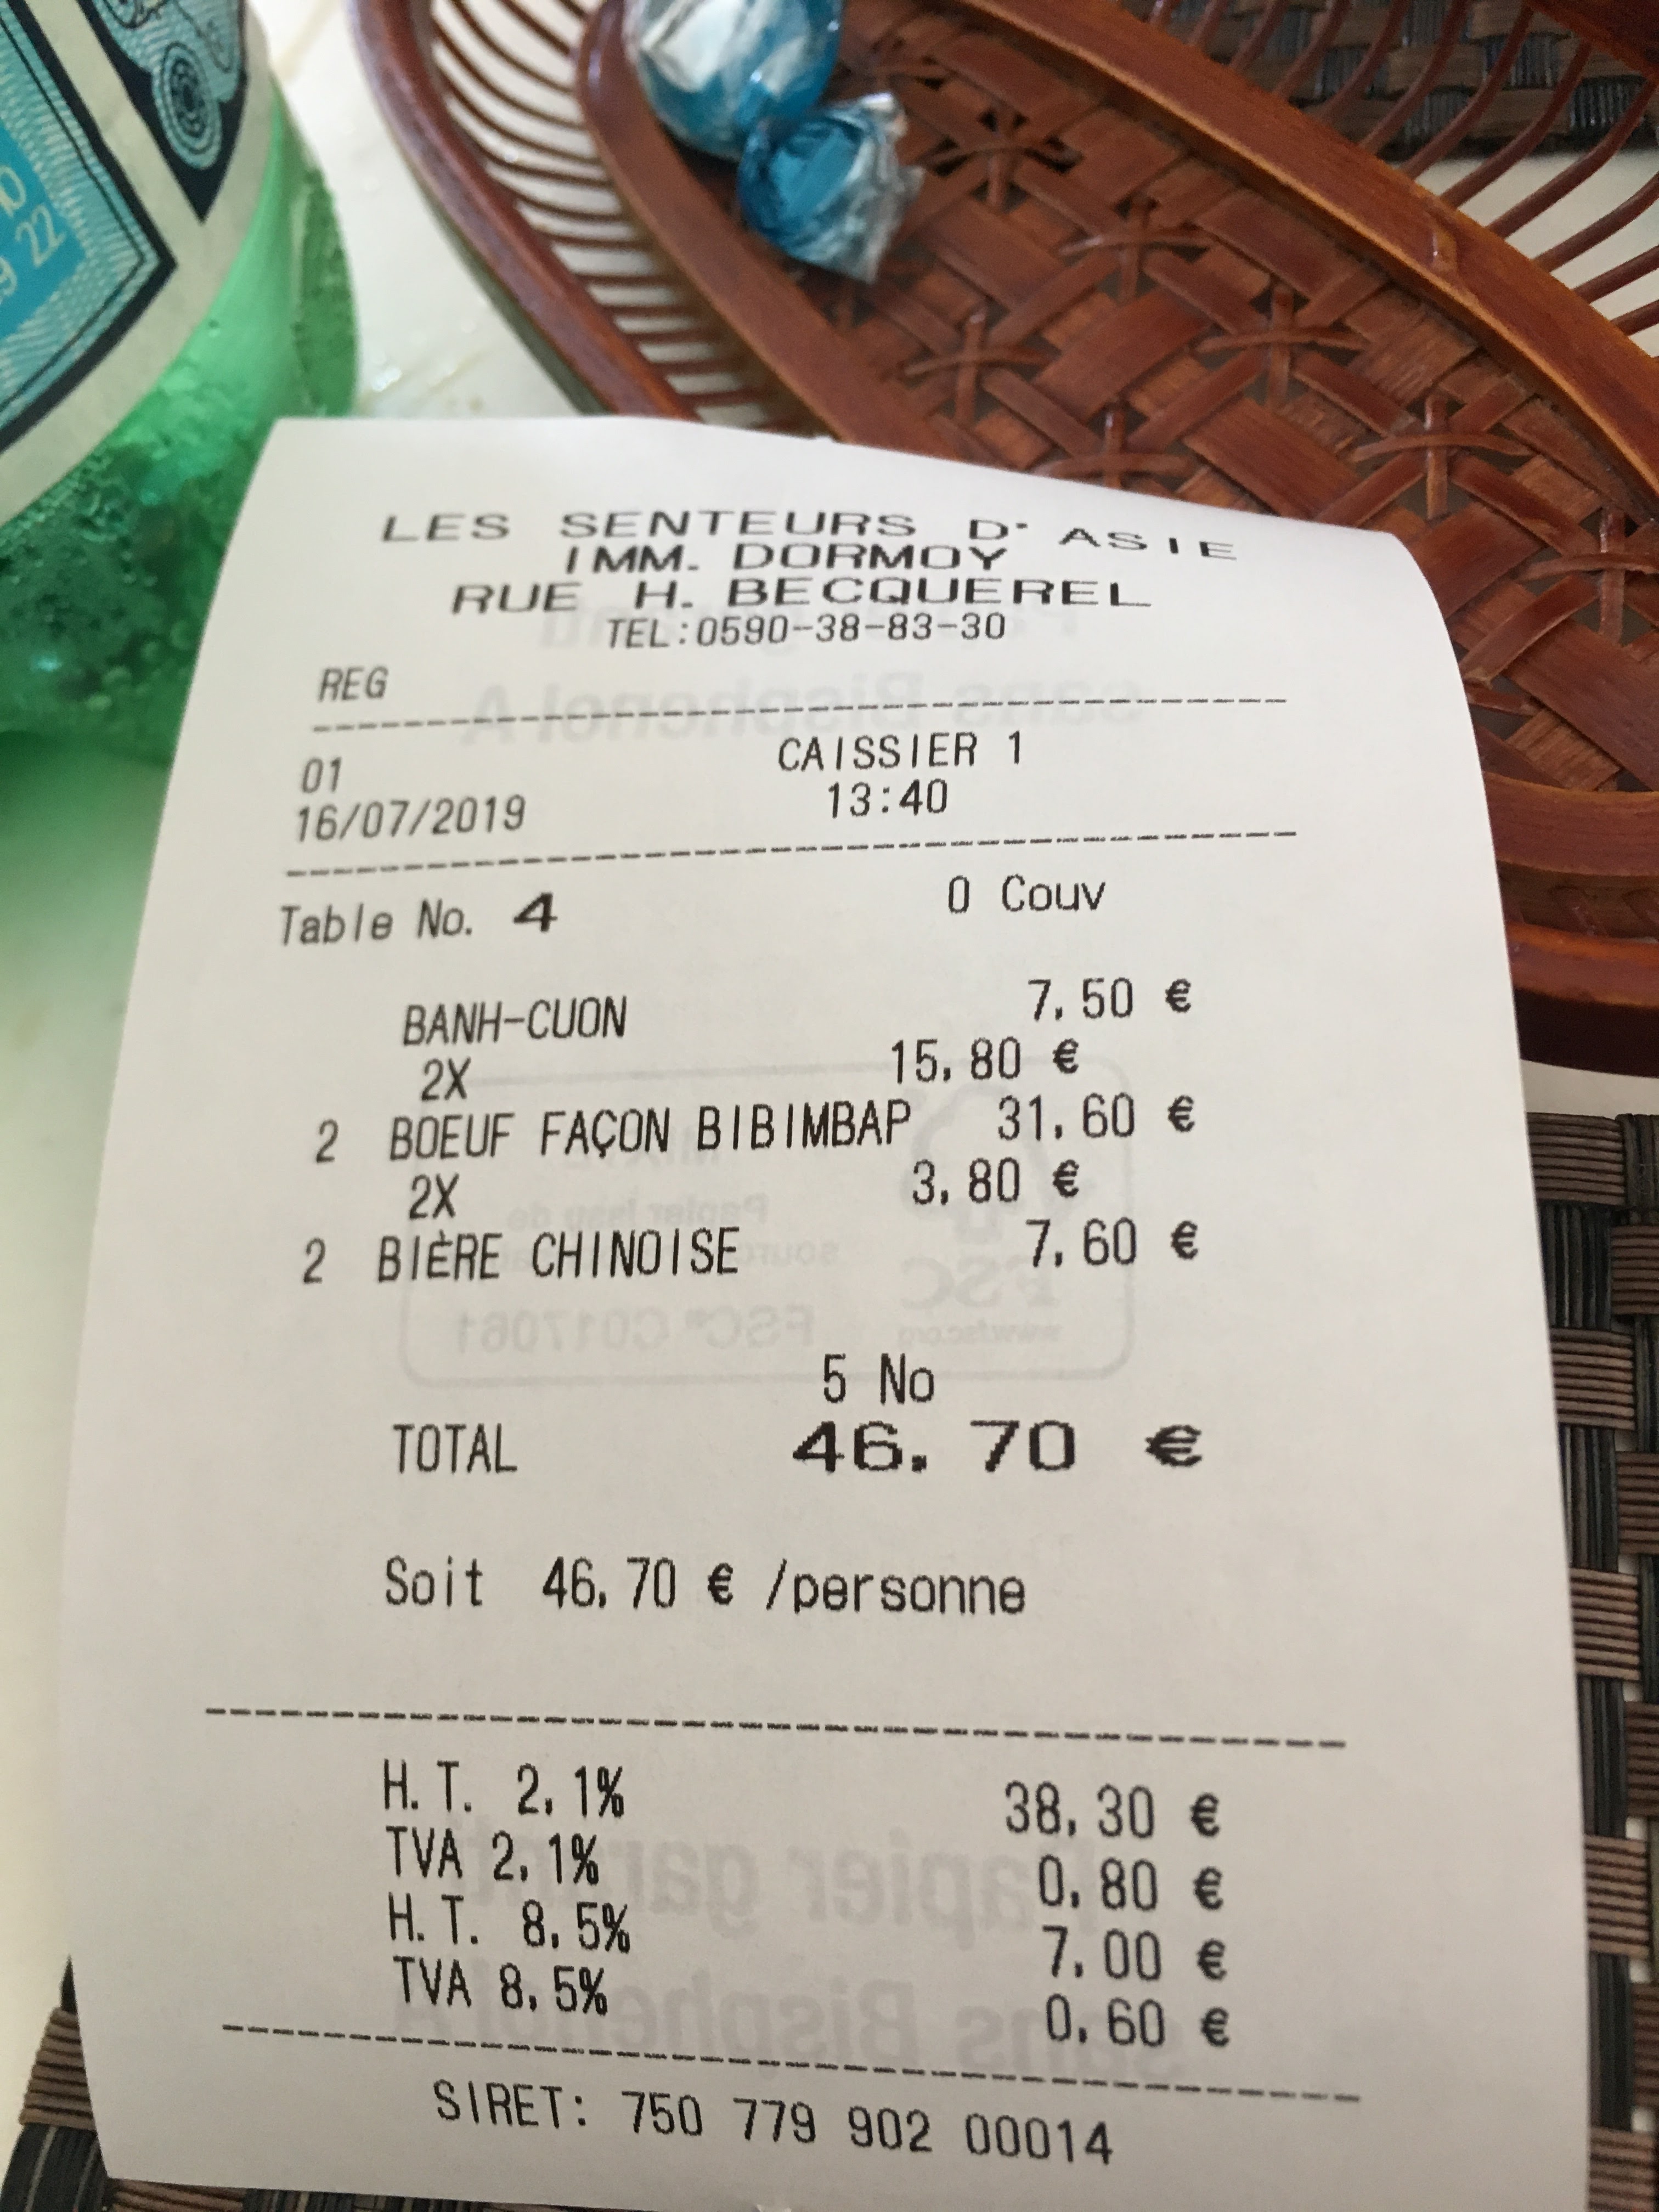 22
LES SENTEURS D'ASIE
IMM. DORMOY
RUE H. BECQUEREL
TEL:0590-38-83-30
REG
01 CAISSIER 1
16/07/2019 13:40
Table No. 4 0 Couv
BANH-CUON 7,50 €
2X 15,80 €
2 BOEUF FAÇON BIBIMBAP 31,60 €
2X 3,80 €
2 BIÈRE CHINOISE 7,60 €
5 No
TOTAL 46.70 €
Soit 46,70 € /personne
H.T. 2,1% 38,30 €
TVA 2,1% 0,80 €
H.T. 8,5% 7,00 €
TVA 8,5% 0,60 €
SIRET: 750 779 902 00014